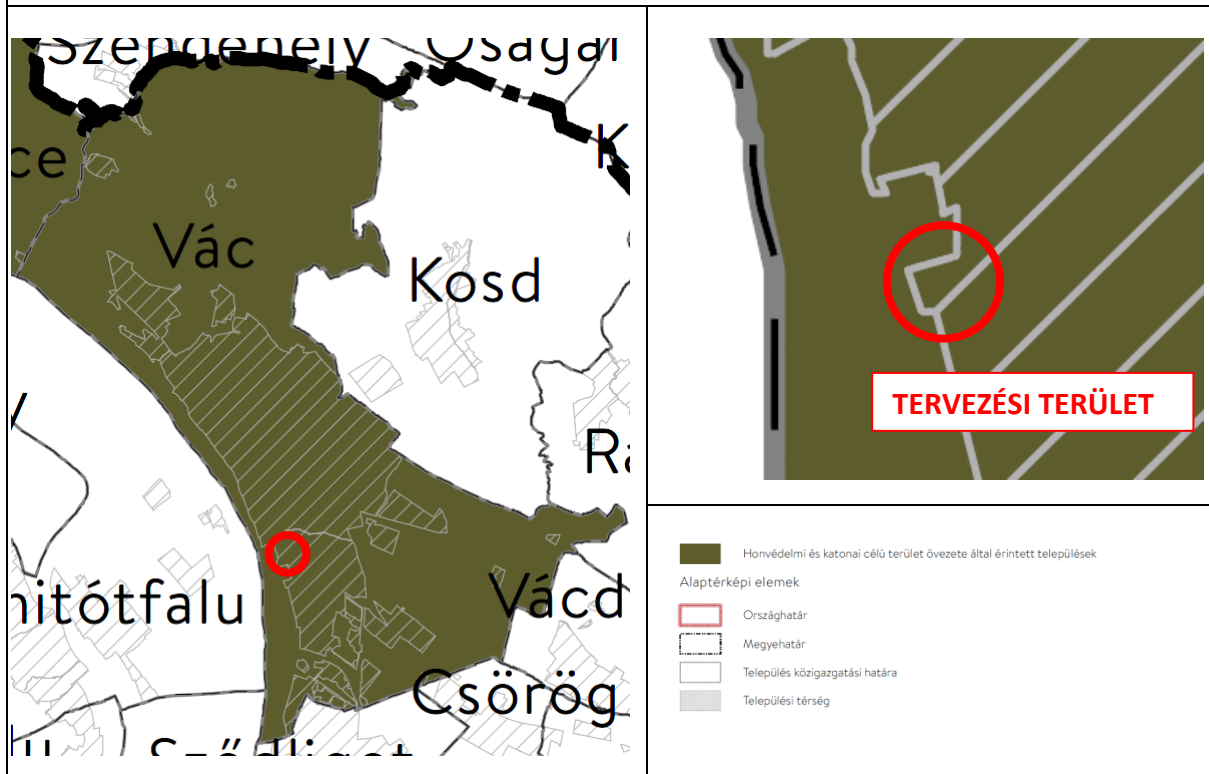 Szendehely
Vác
Kosd
Vácd
Csörög
TERVEZÉSI TERÜLET
Honvédelmi és katonai célú terület övezete által érintett települések
Alaptérképi elemek
Országhatár
Megyehatár
Település közigazgatási határa
Települési térség